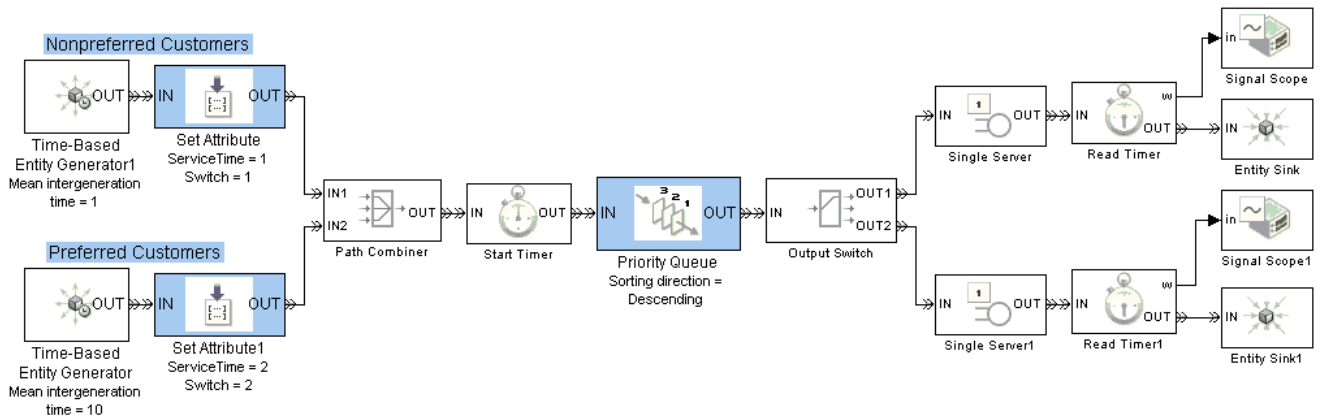 Nonpreferred Customers
OUT
IN
OUT
Time-Based
Entity Generator1
Mean intergeneration
time = 1
Set Attribute
ServiceTime = 1
Switch = 1
Preferred Customers
OUT
IN
OUT
Time-Based
Entity Generator
Mean intergeneration
time = 10
Set Attribute1
ServiceTime = 2
Switch = 2
IN1
IN2
OUT
Path Combiner
IN
OUT
Start Timer
IN
3
2
1
OUT
Priority Queue
Sorting direction =
Descending
IN
OUT1
OUT2
Output Switch
IN
1
OUT
Single Server
IN
w
OUT
Read Timer
in
Signal Scope
IN
Entity Sink
IN
1
OUT
Single Server1
IN
w
OUT
Read Timer1
in
Signal Scope1
IN
Entity Sink1